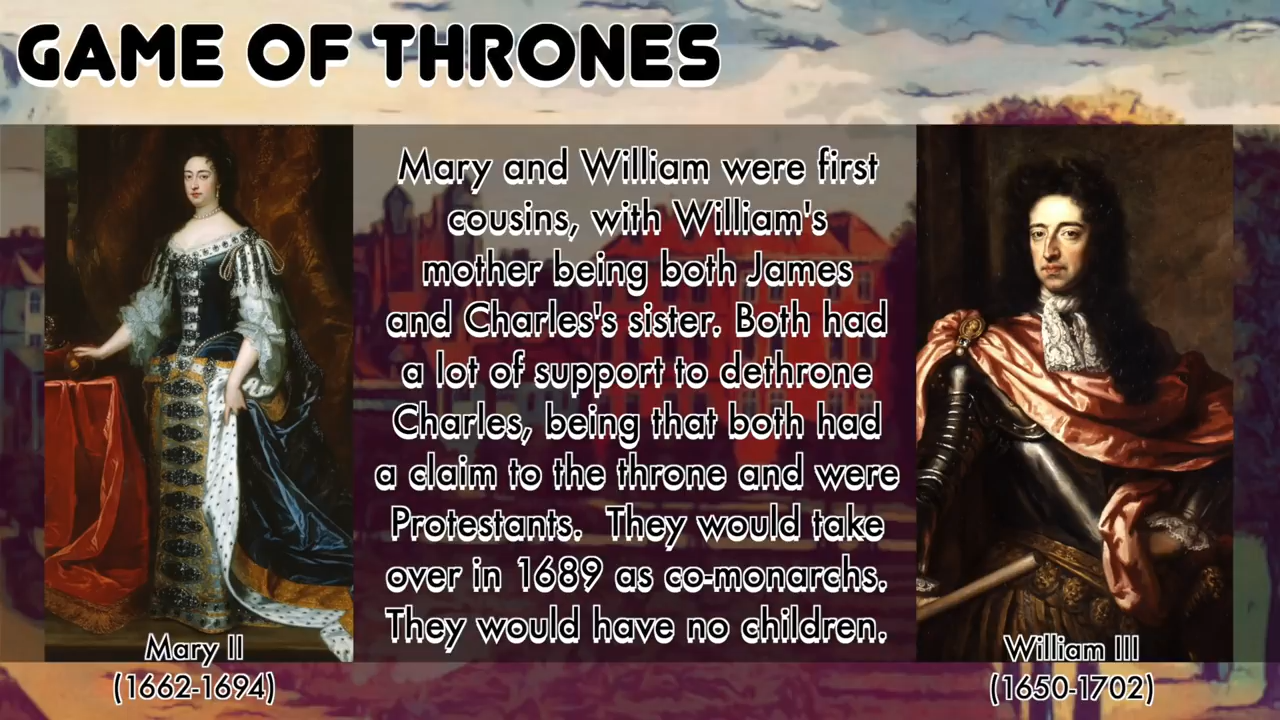 GAME OF THRONES
Mary and William were first
cousins, with William's
mother being both James
and Charles's sister. Both had
a lot of support to dethrone
Charles, being that both had
a claim to the throne and were
Protestants.  They would take
over in 1689 as co-monarchs.
They would have no children.
Mary II
(1662-1694)
William III
(1650-1702)